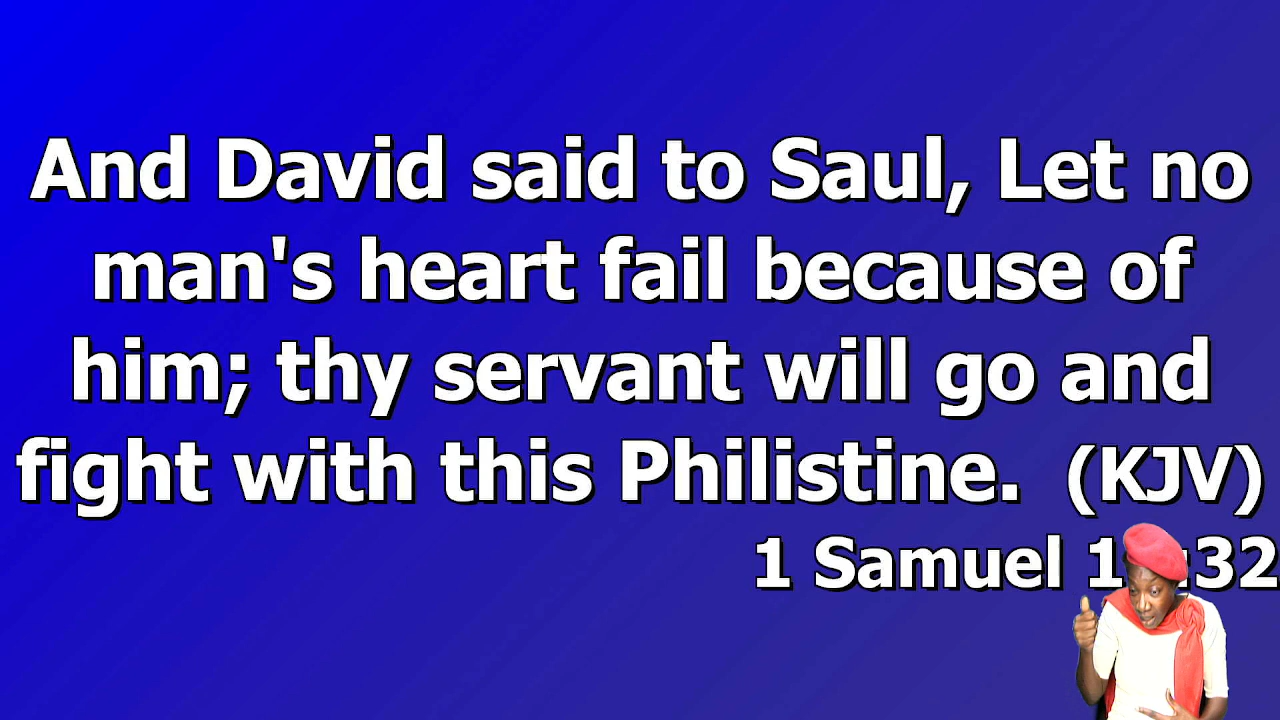 And David said to Saul, Let no
man's heart fail because of
him; thy servant will go and
fight with this Philistine. (KJV)
1 Samuel 1 :32